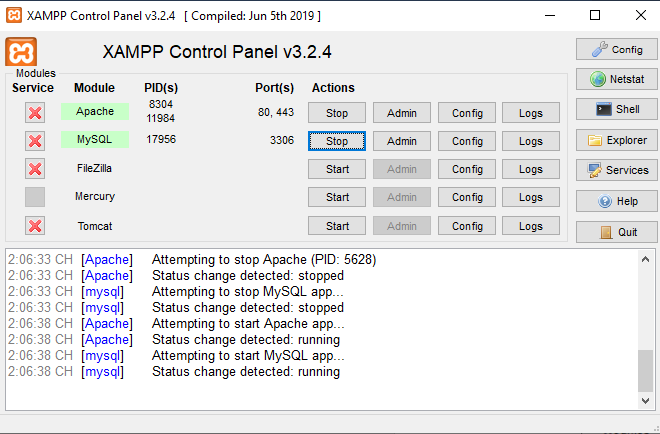 XAMPP Control Panel v3.2.4 [ Compiled: Jun 5th 2019 ]
XAMPP Control Panel v3.2.4
Config
Modules
Service Module PID(s) Port(s) Actions
Netstat
Apache 8304 11984 80, 443 Stop Admin Config Logs
Shell
MySQL 17956 3306 Stop Admin Config Logs
Explorer
FileZilla Start Admin Config Logs
Services
Mercury Start Admin Config Logs
Help
Tomcat Start Admin Config Logs
Quit
2:06:33 CH [Apache] Attempting to stop Apache (PID: 5628)
2:06:33 CH [Apache] Status change detected: stopped
2:06:33 CH [mysql] Attempting to stop MySQL app...
2:06:33 CH [mysql] Status change detected: stopped
2:06:38 CH [Apache] Attempting to start Apache app...
2:06:38 CH [Apache] Status change detected: running
2:06:38 CH [mysql] Attempting to start MySQL app...
2:06:38 CH [mysql] Status change detected: running